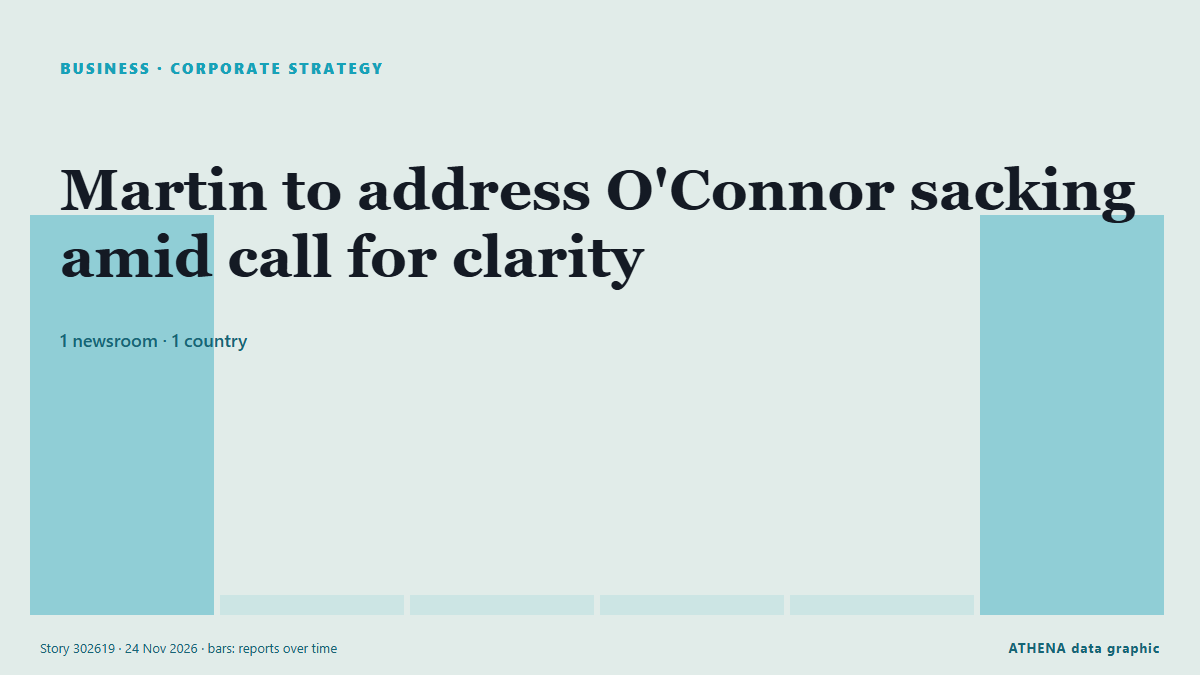 BUSINESS · CORPORATE STRATEGY
Martin to address O'Connor sacking
amid call for clarity
1 newsroom · 1 country
Story 302619 · 24 Nov 2026 · bars: reports over time
ATHENA data graphic